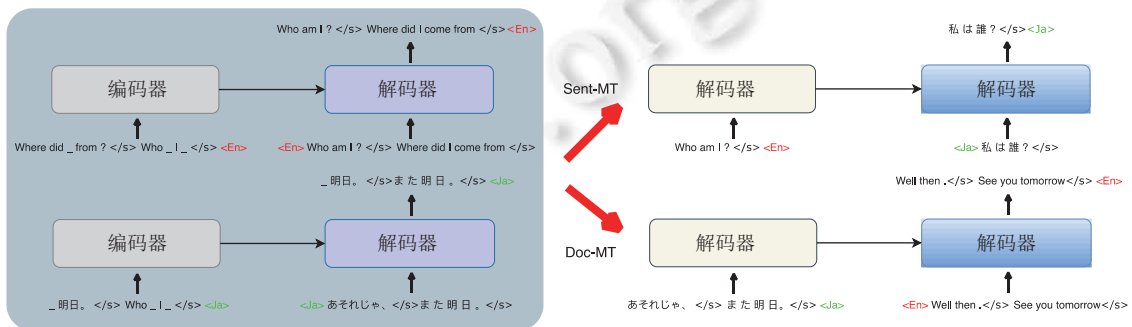 Who am I ? </s> Where did I come from </s><En>
编码器
解码器
Where did _ from ? </s> Who _ I _ </s> <En>
<En> Who am I ? </s> Where did I come from </s>
_ 明日。 </s>また 明日 。</s> <Ja>
编码器
解码器
_ 明日。 </s> Who _ I _ </s> <Ja>
<Ja> あそれじゃ、</s>また 明 日 。</s>
Sent-MT
Doc-MT
私 は 誰? </s> <Ja>
解码器
解码器
Who am I ? </s> <En>
<Ja> 私 は 誰? </s>
Well then .</s> See you tomorrow</s> <En>
解码器
解码器
あそれじゃ、 </s> また 明 日。</s> <Ja>
<En> Well then .</s> See you tomorrow</s>